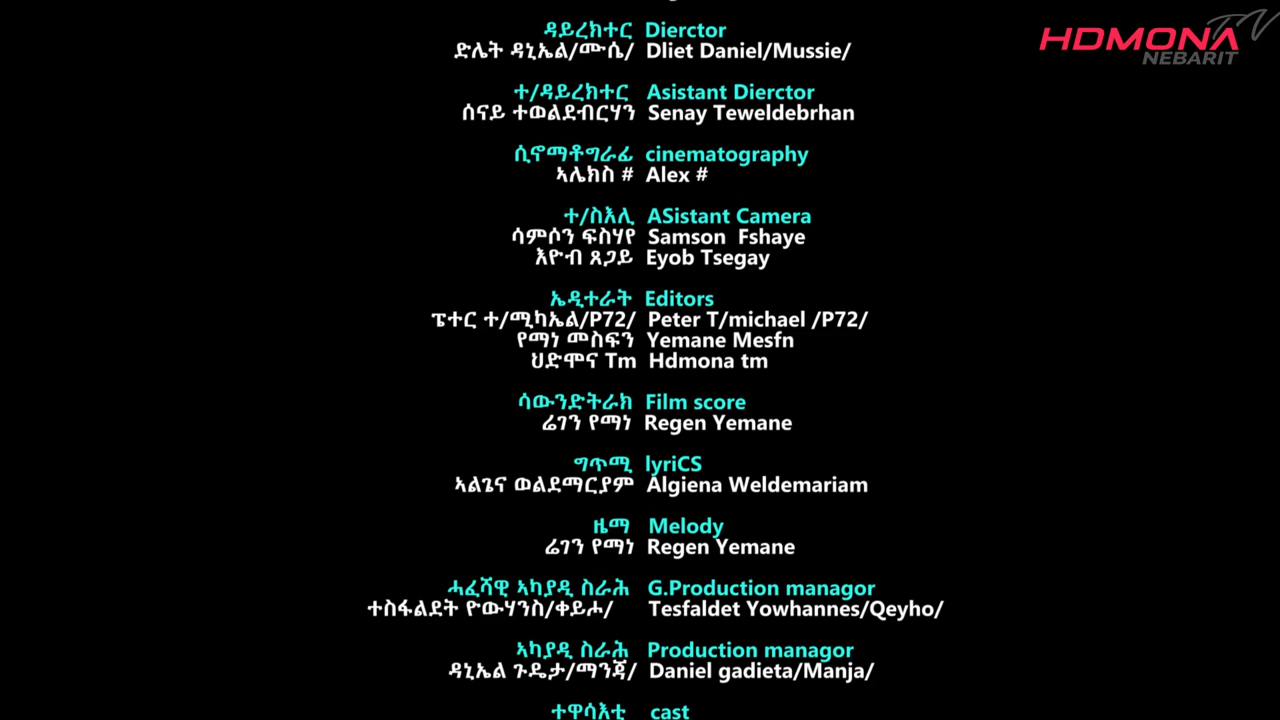 HDMONA TV
NEBARIT
ዳይረክተር Dierctor
ድሌት ዳኒኤል/ሙሴ/ Dliet Daniel/Mussie/
ተ/ዳይረክተር Asistant Dierctor
ሰናይ ተወልደብርሃን Senay Teweldebrhan
ሲኖማቶግራፊ cinematography
ኣሌክስ # Alex #
ተ/ስእሊ ASistant Camera
ሳምሶን ፍስሃየ Samson Fshaye
እዮብ ጸጋይ Eyob Tsegay
ኤዲተራት Editors
ፔተር ተ/ሚካኤል/P72/ Peter T/michael /P72/
የማነ መስፍን Yemane Mesfn
ህድሞና Tm Hdmona tm
ሳውንድትራክ Film score
ሬገን የማነ Regen Yemane
ግጥሚ lyriCS
ኣልጌና ወልደማርያም Algiena Weldemariam
ዜማ Melody
ሬገን የማነ Regen Yemane
ሓፈሻዊ ኣካያዲ ስራሕ G.Production managor
ተስፋልደት ዮውሃንስ/ቀይሖ/ Tesfaldet Yowhannes/Qeyho/
ኣካያዲ ስራሕ Production managor
ዳኒኤል ጉዴታ/ማንጃ/ Daniel gadieta/Manja/
ተዋሳእቲ cast